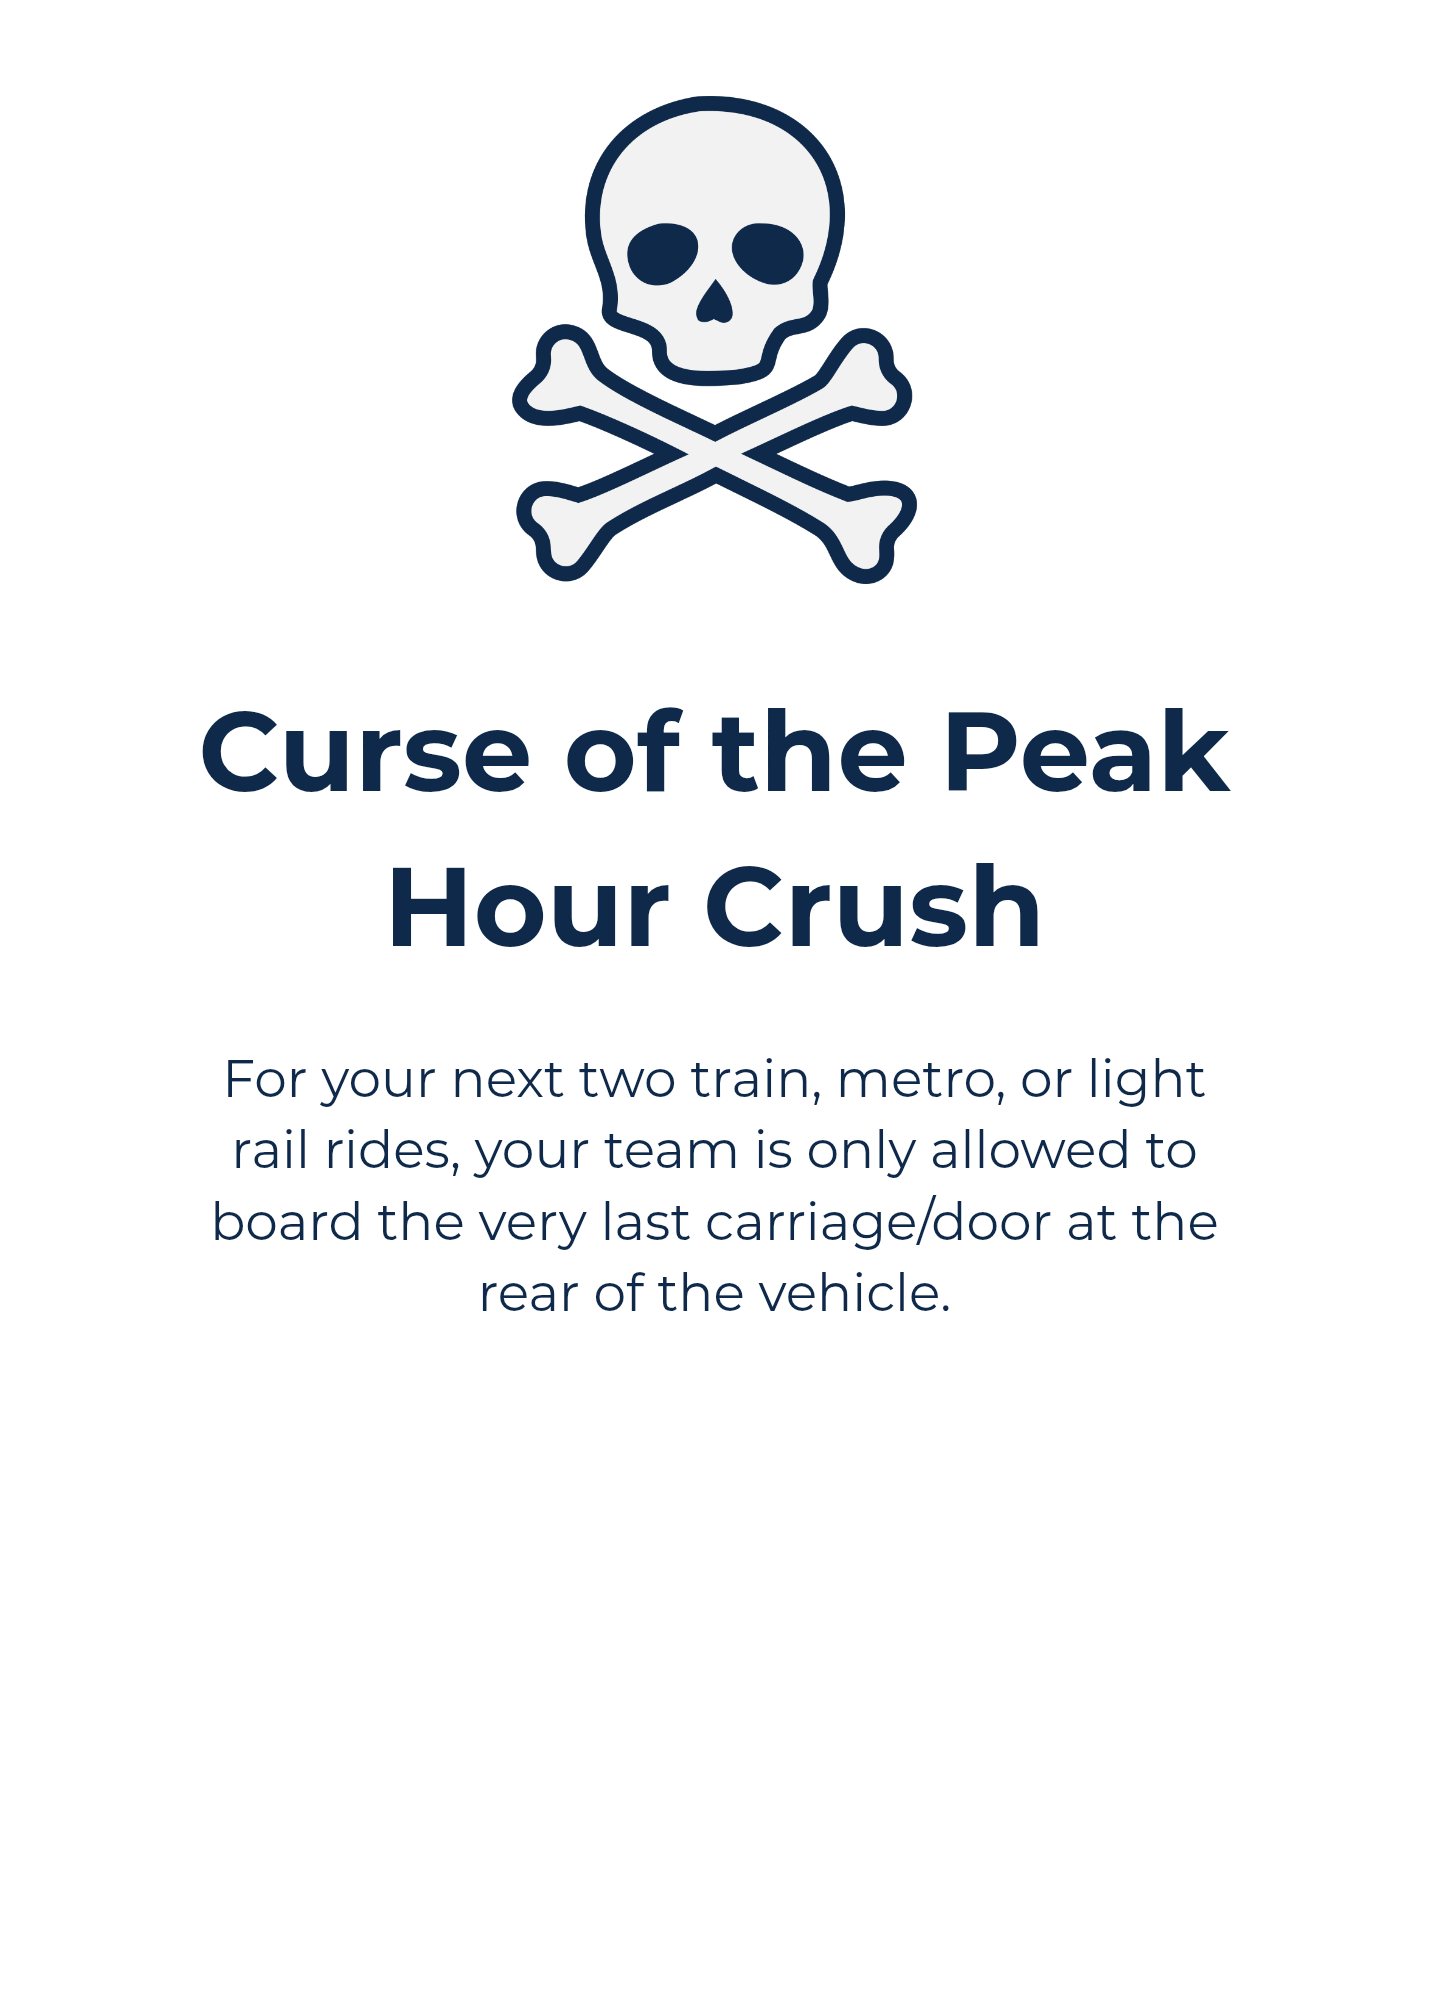 Curse of the Peak
Hour Crush
For your next two train, metro, or light
rail rides, your team is only allowed to
board the very last carriage/door at the
rear of the vehicle.